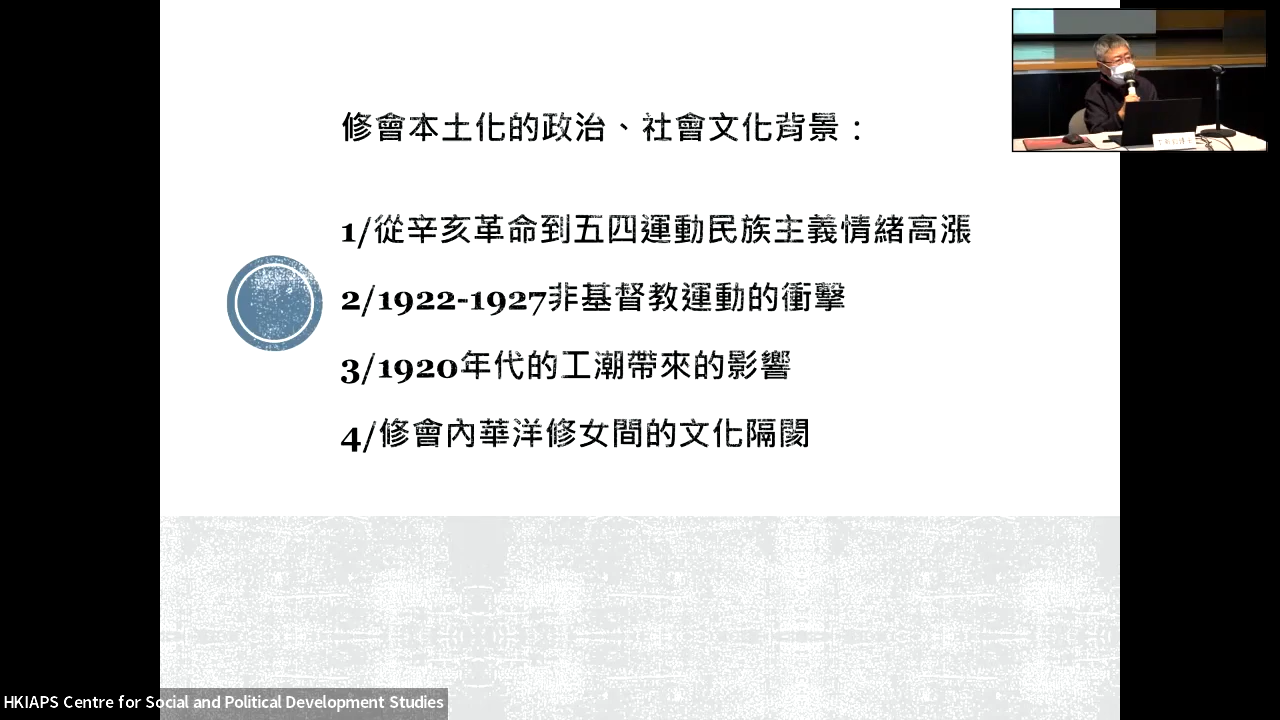 修會本土化的政治、社會文化背景：
1/從辛亥革命到五四運動民族主義情緒高漲
2/1922-1927非基督教運動的衝擊
3/1920年代的工潮帶來的影響
4/修會內華洋修女間的文化隔閡
HKIAPS Centre for Social and Political Development Studies